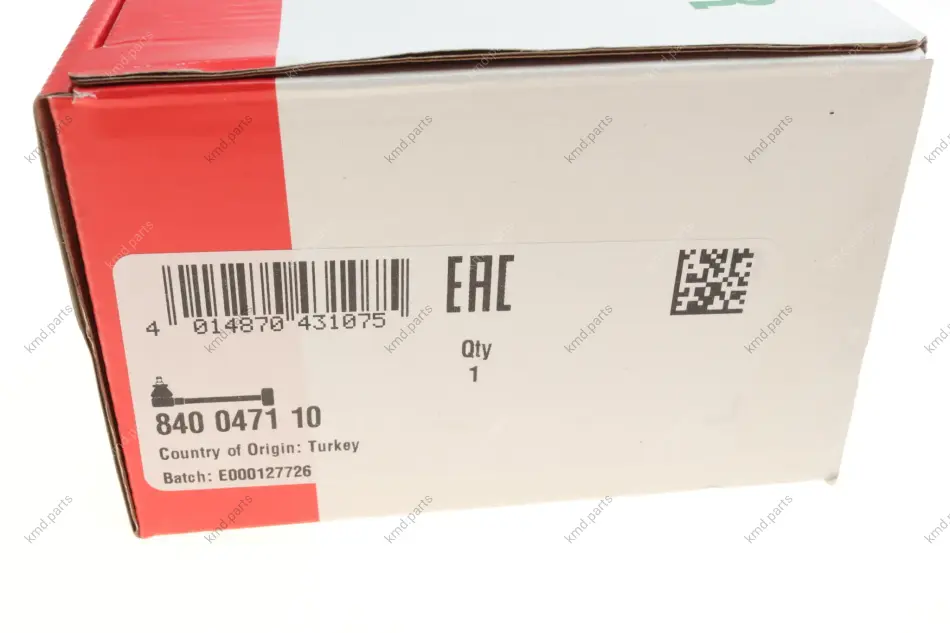 4 014870 431075
EAC
Qty
1
840 0471 10
Country of Origin: Turkey
Batch: E000127726
kmd.parts